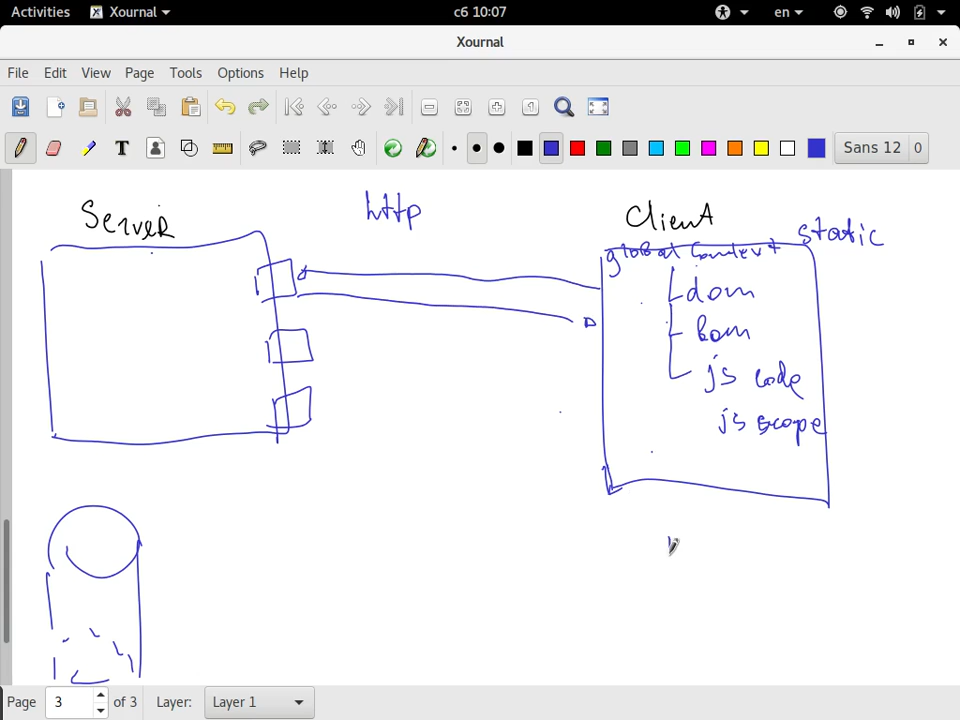 Activities Xournal сб 10:07 en
Xournal
File Edit View Page Tools Options Help
Sans 12 0
Server http Client
static
global context
dom
bom
js code
js scope
Page 3 of 3 Layer: Layer 1